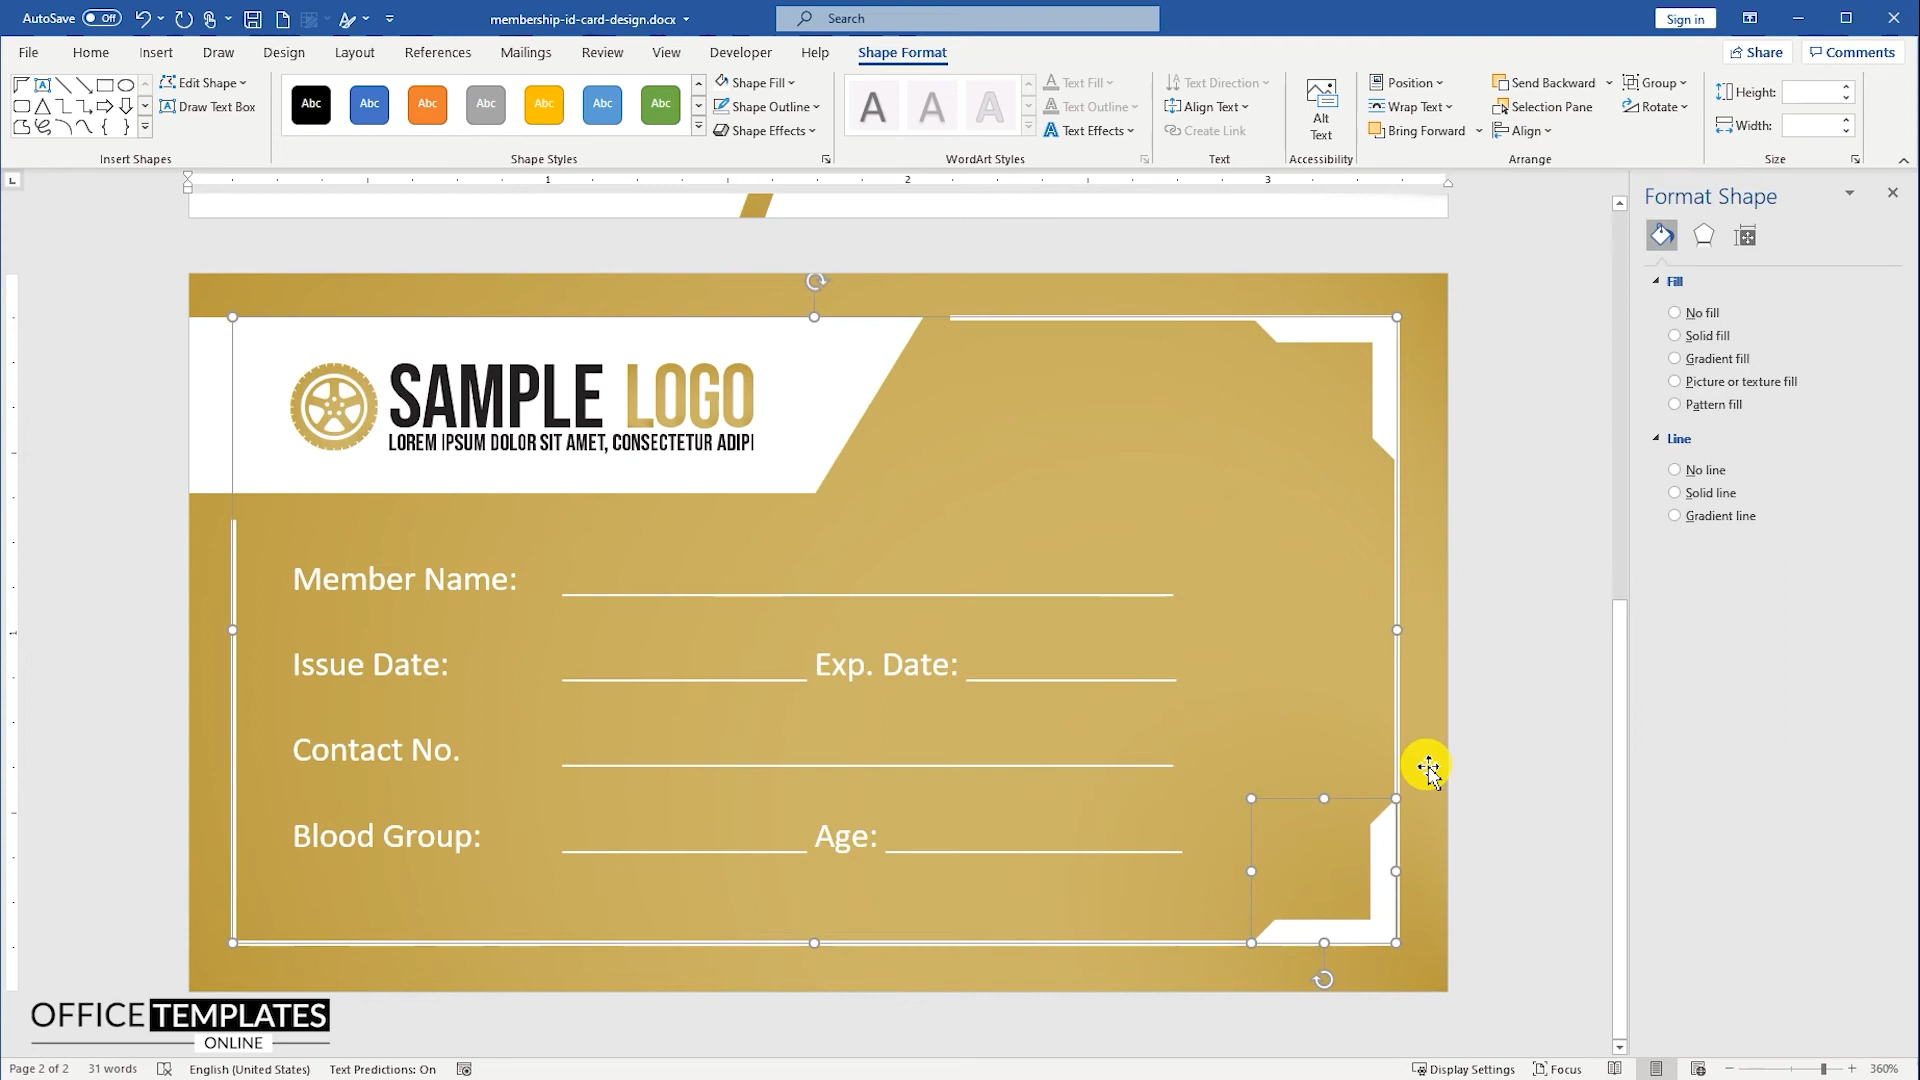 AutoSave Off
membership-id-card-design.docx
Search
Sign in
File Home Insert Draw Design Layout References Mailings Review View Developer Help Shape Format
Share Comments
Edit Shape
Draw Text Box
Insert Shapes
Abc Abc Abc Abc Abc Abc Abc
Shape Fill
Shape Outline
Shape Effects
Shape Styles
A A A
Text Fill
Text Outline
Text Effects
WordArt Styles
Text Direction
Align Text
Create Link
Text
Alt
Text
Accessibility
Position
Wrap Text
Bring Forward
Send Backward
Selection Pane
Align
Group
Rotate
Arrange
Height:
Width:
Size
1 2 3
1
SAMPLE LOGO
LOREM IPSUM DOLOR SIT AMET, CONSECTETUR ADIPI
Member Name:
Issue Date: Exp. Date:
Contact No.
Blood Group: Age:
Format Shape
Fill
No fill
Solid fill
Gradient fill
Picture or texture fill
Pattern fill
Line
No line
Solid line
Gradient line
OFFICE TEMPLATES
ONLINE
Page 2 of 2 31 words English (United States) Text Predictions: On Display Settings Focus 360%